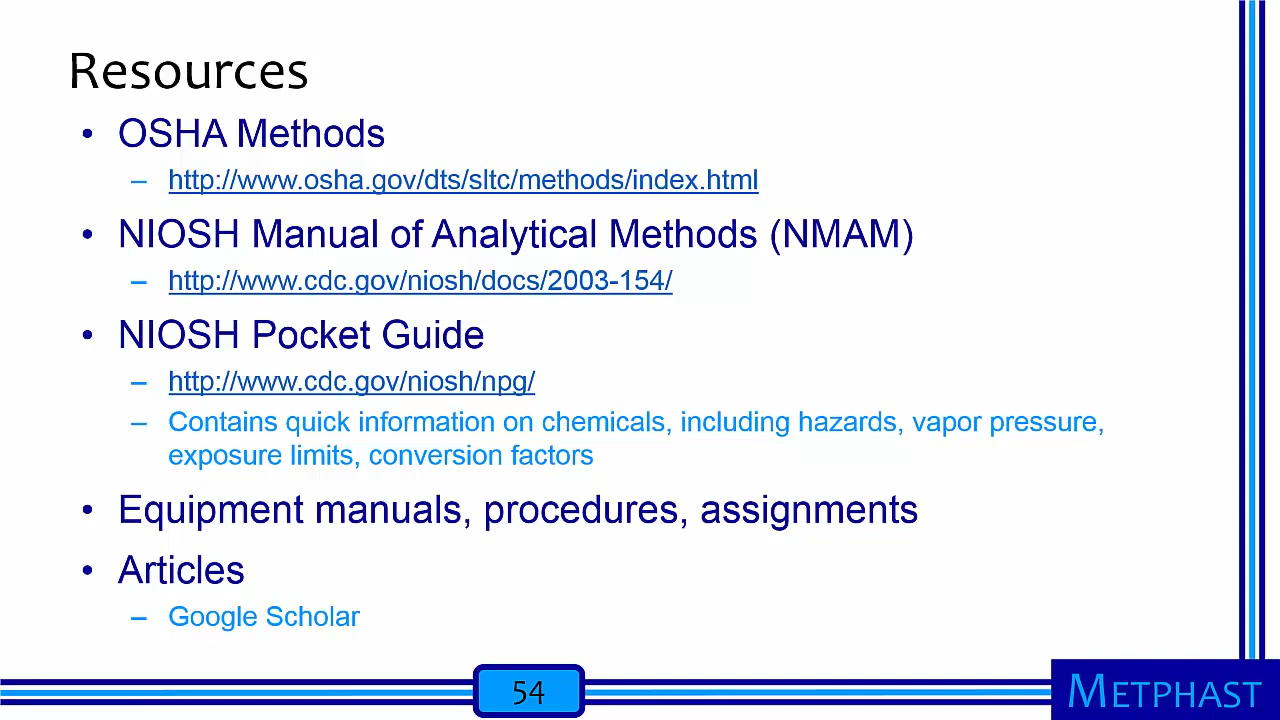 Resources
• OSHA Methods
– http://www.osha.gov/dts/sltc/methods/index.html
• NIOSH Manual of Analytical Methods (NMAM)
– http://www.cdc.gov/niosh/docs/2003-154/
• NIOSH Pocket Guide
– http://www.cdc.gov/niosh/npg/
– Contains quick information on chemicals, including hazards, vapor pressure,
exposure limits, conversion factors
• Equipment manuals, procedures, assignments
• Articles
– Google Scholar
54
METPHAST